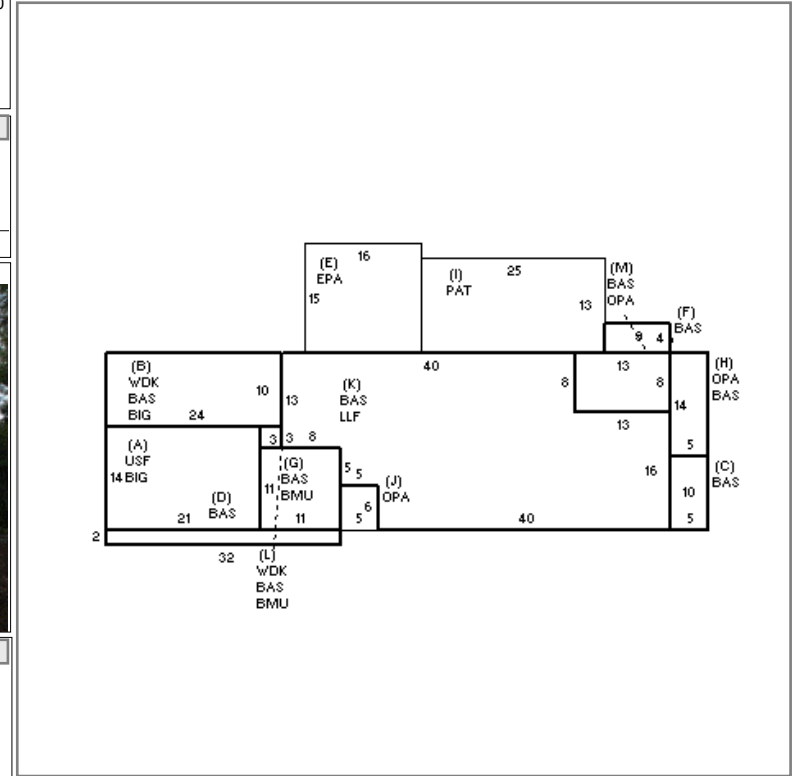 (E)
EPA
16
15
(I)
PAT
25
13
(M)
BAS
OPA
9
4
(F)
BAS
(B)
WDK
BAS
BIG
24
10
13
(K)
BAS
LLF
40
8
13
8
13
(H)
OPA
BAS
14
5
(A)
USF
BIG
14
21
(D)
BAS
3
3
8
(G)
BAS
BMU
11
11
5
5
(J)
OPA
6
5
40
16
(C)
BAS
10
5
2
32
(L)
WDK
BAS
BMU